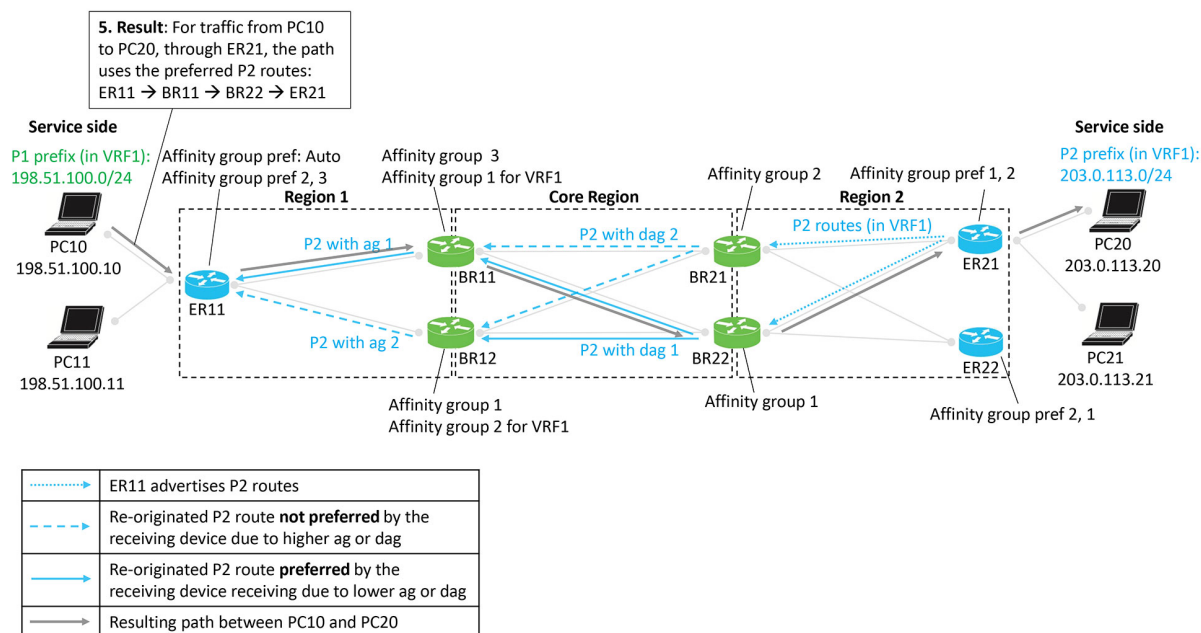 5. Result: For traffic from PC10
to PC20, through ER21, the path
uses the preferred P2 routes:
ER11 → BR11 → BR22 → ER21
Service side
P1 prefix (in VRF1):
198.51.100.0/24
PC10
198.51.100.10
PC11
198.51.100.11
Affinity group pref: Auto
Affinity group pref 2, 3
Region 1
ER11
P2 with ag 1
P2 with ag 2
Affinity group 3
Affinity group 1 for VRF1
BR11
BR12
Affinity group 1
Affinity group 2 for VRF1
Core Region
P2 with dag 2
P2 with dag 1
Affinity group 2
BR21
BR22
Affinity group 1
Region 2
P2 routes (in VRF1)
Affinity group pref 1, 2
ER21
ER22
Affinity group pref 2, 1
Service side
P2 prefix (in VRF1):
203.0.113.0/24
PC20
203.0.113.20
PC21
203.0.113.21
ER11 advertises P2 routes
Re-originated P2 route not preferred by the
receiving device due to higher ag or dag
Re-originated P2 route preferred by the
receiving device receiving due to lower ag or dag
Resulting path between PC10 and PC20